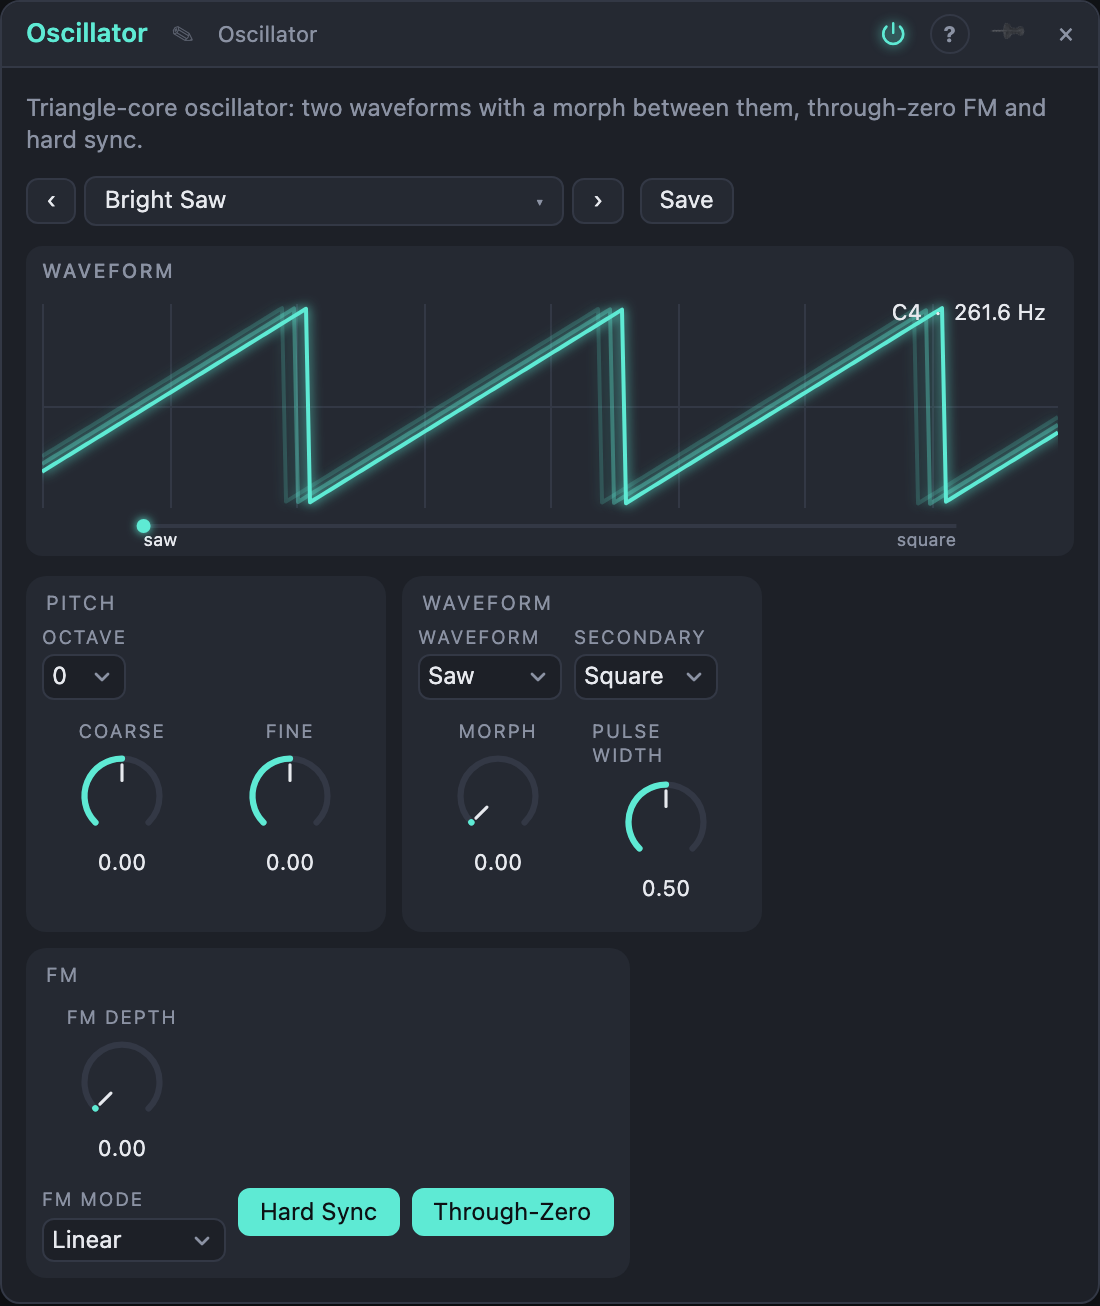 Oscillator
Oscillator
?
×
Triangle-core oscillator: two waveforms with a morph between them, through-zero FM and
hard sync.
‹
Bright Saw
›
Save
WAVEFORM
C4 · 261.6 Hz
saw
square
PITCH
OCTAVE
0
COARSE
FINE
0.00
0.00
WAVEFORM
WAVEFORM
SECONDARY
Saw
Square
MORPH
PULSE
WIDTH
0.00
0.50
FM
FM DEPTH
0.00
FM MODE
Linear
Hard Sync
Through-Zero